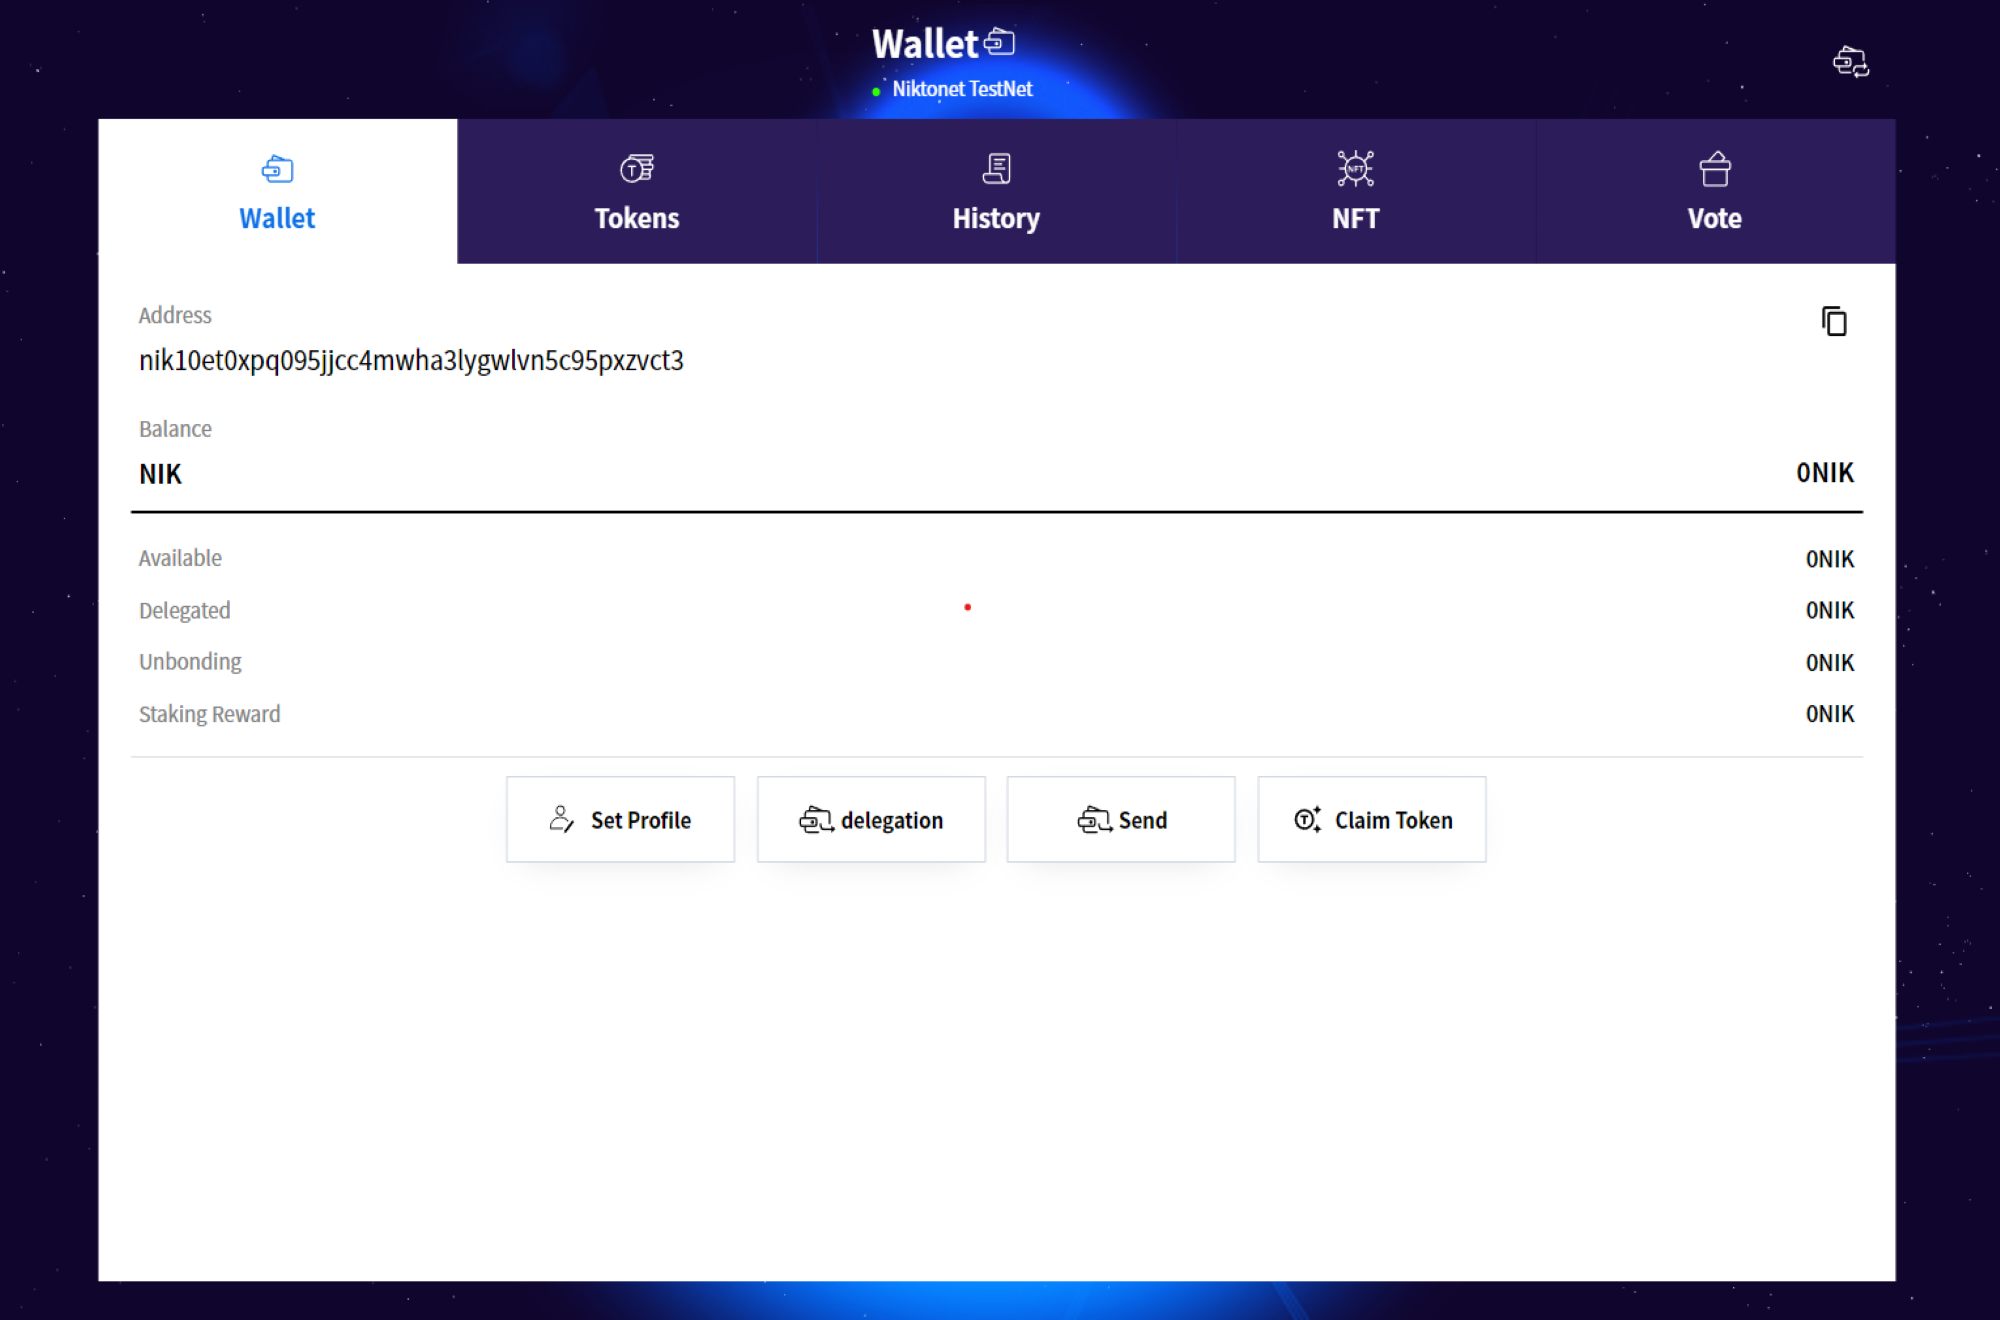 Wallet
Niktonet TestNet
Wallet
Tokens
History
NFT
NFT
Vote
Address
nik10et0xpq095jjcc4mwha3lygwlvn5c95pxzvct3
Balance
NIK 0NIK
Available 0NIK
Delegated 0NIK
Unbonding 0NIK
Staking Reward 0NIK
Set Profile
delegation
Send
Claim Token